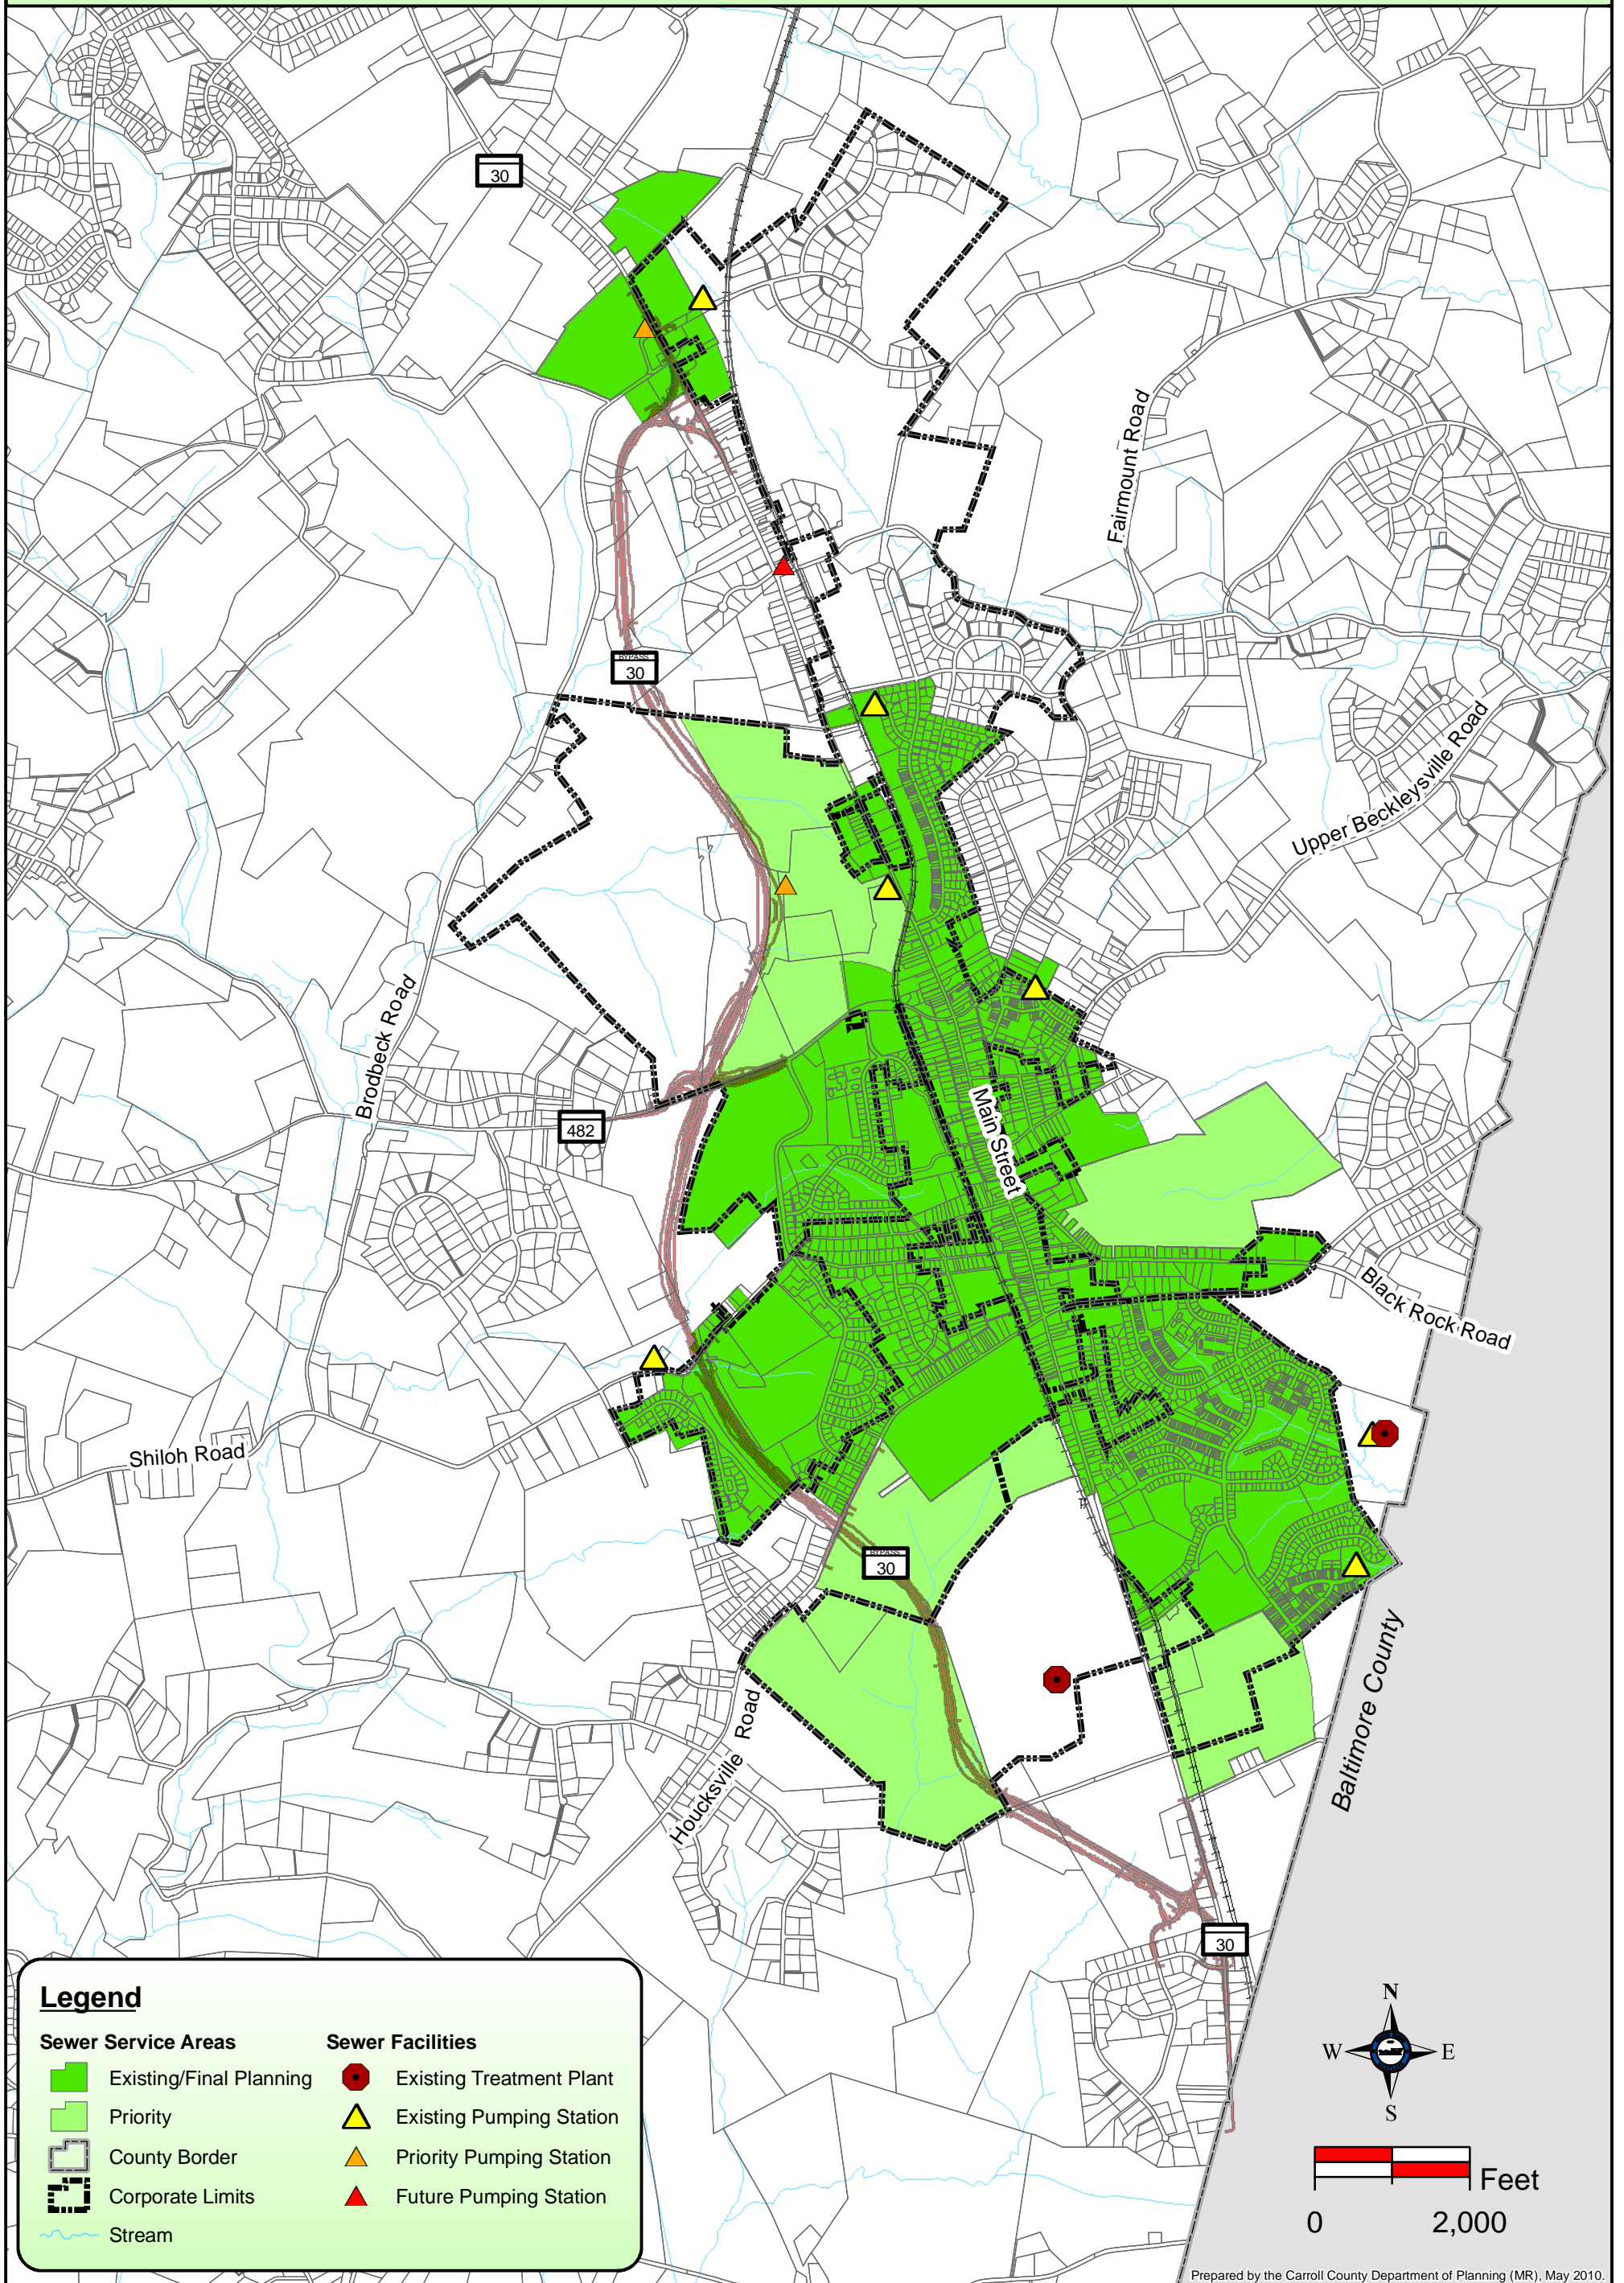 30
Fairmount Road
BYPASS
30
Upper Beckleysville Road
Brodbeck Road
Main Street
482
Black Rock Road
Shiloh Road
BYPASS
30
Baltimore County
Houcksville Road
30
Legend
Sewer Service Areas
Existing/Final Planning
Priority
County Border
Corporate Limits
Stream
Sewer Facilities
Existing Treatment Plant
Existing Pumping Station
Priority Pumping Station
Future Pumping Station
N
W
E
S
Feet
0
2,000
Prepared by the Carroll County Department of Planning (MR), May 2010.